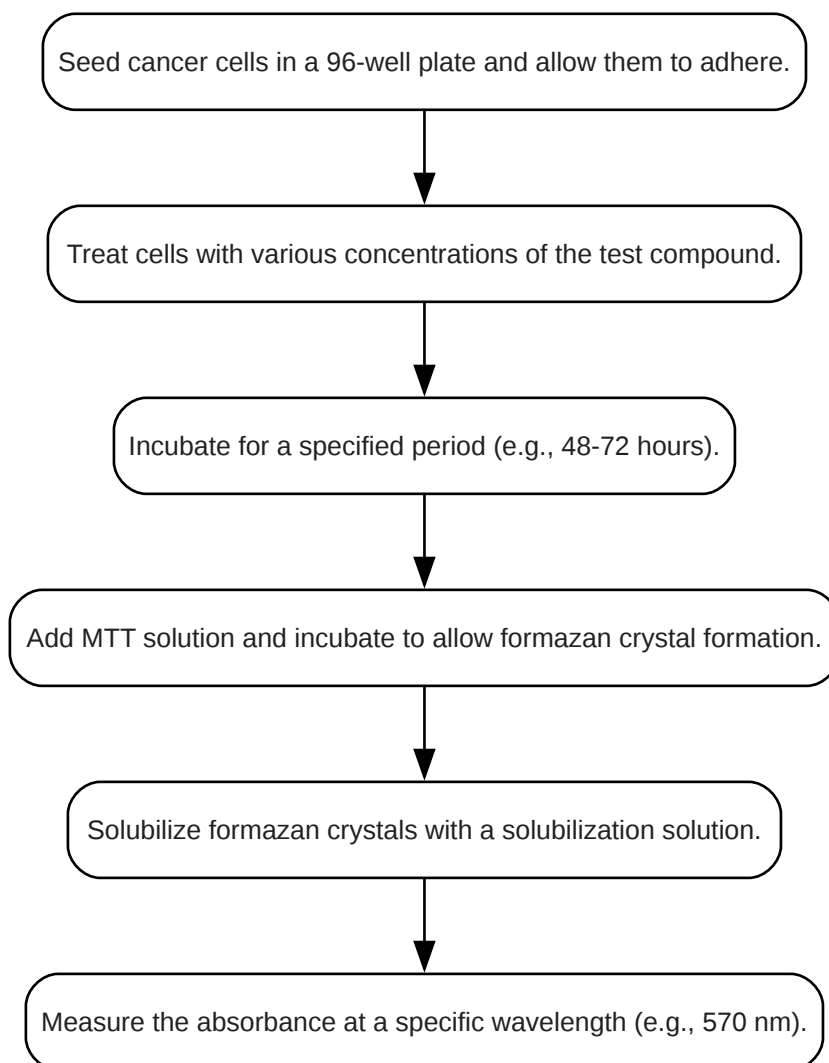 Seed cancer cells in a 96-well plate and allow them to adhere.
Treat cells with various concentrations of the test compound.
Incubate for a specified period (e.g., 48-72 hours).
Add MTT solution and incubate to allow formazan crystal formation.
Solubilize formazan crystals with a solubilization solution.
Measure the absorbance at a specific wavelength (e.g., 570 nm).